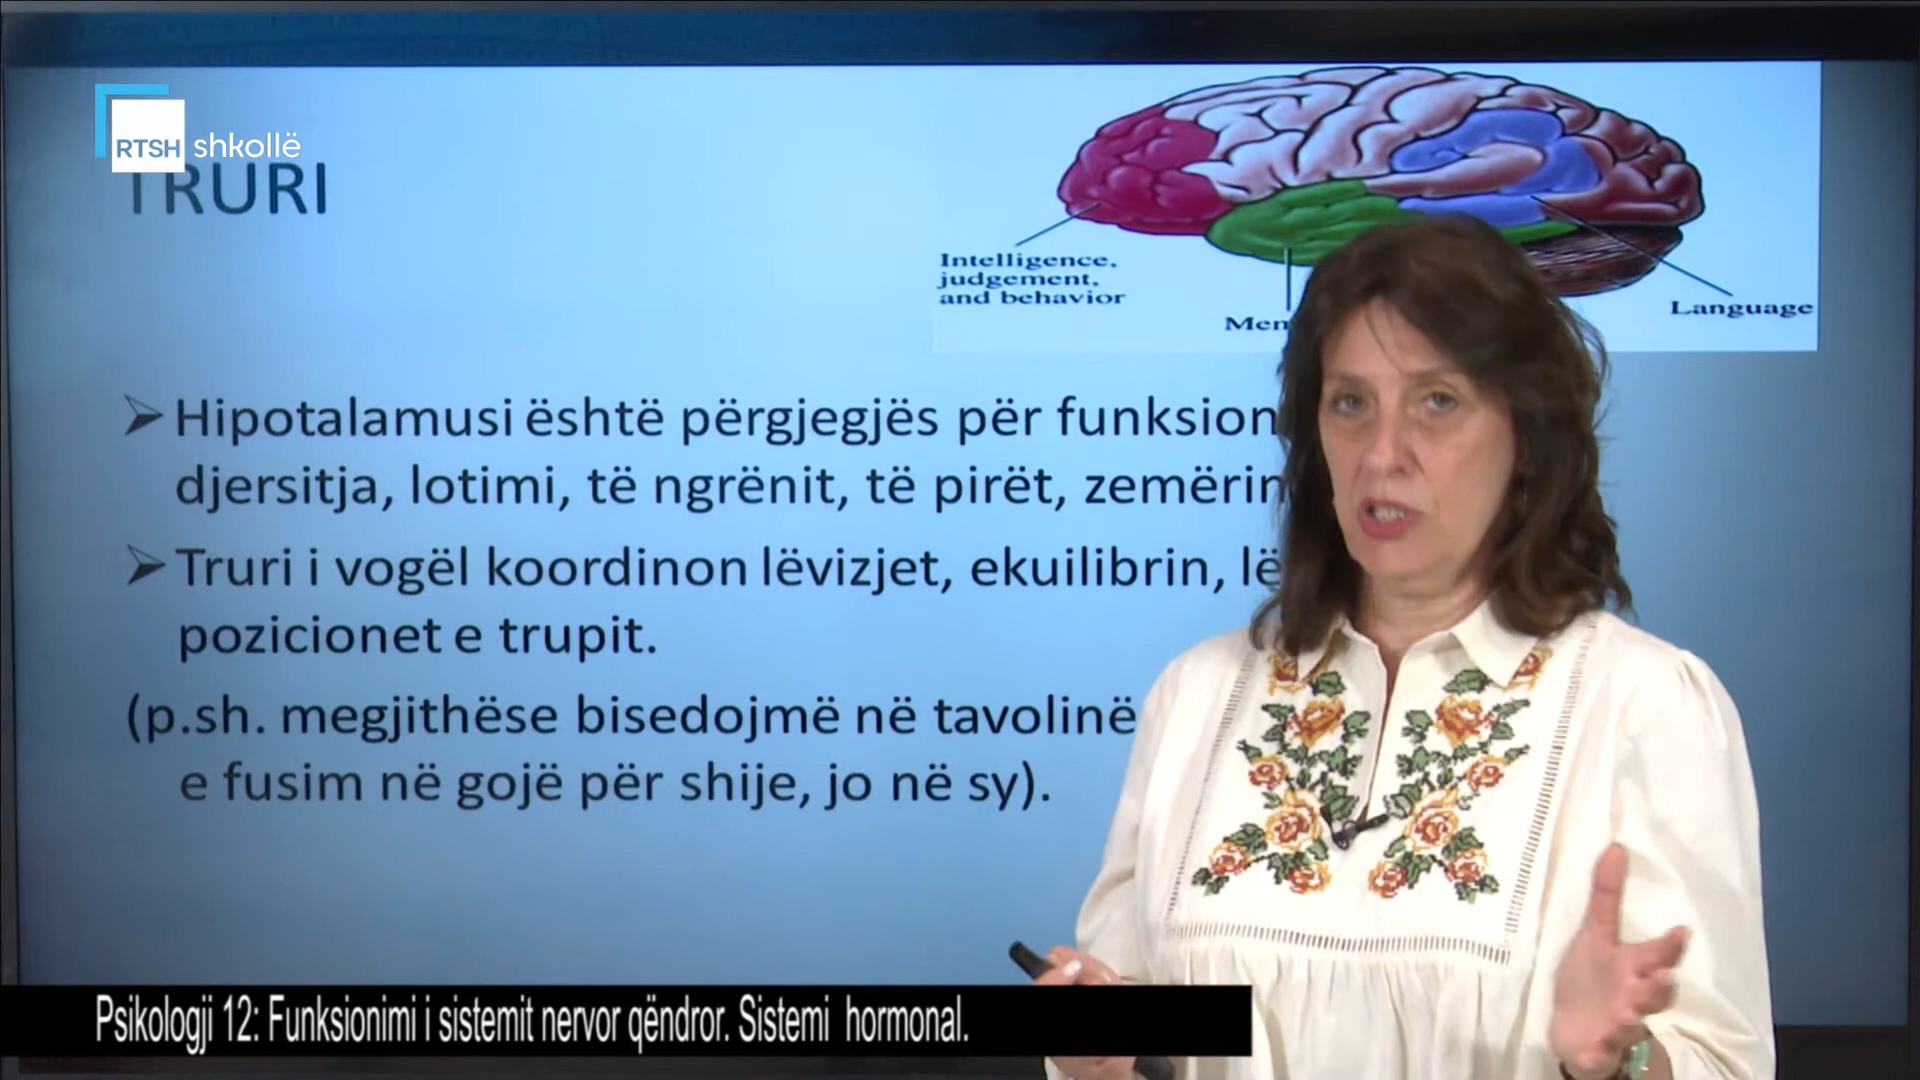 RTSH shkollë
TRURI
Intelligence,
judgement,
and behavior
Language
Hipotalamusi është përgjegjës për
djersitja, lotimi, të ngrënit, të pirët,
Truri i vogël koordinon lëvizjet, ekuilibrin,
pozicionet e trupit.
(p.sh. megjithëse bisedojmë në tavolinë
e fusim në gojë për shije, jo në sy).
Psikologji 12: Funksionimi i sistemit nervor qëndror. Sistemi hormonal.